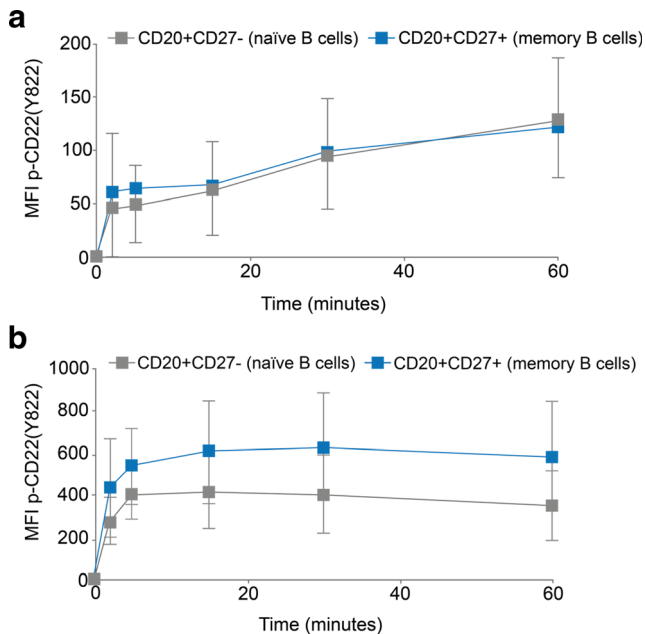 a
CD20+CD27- (naïve B cells) CD20+CD27+ (memory B cells)
MFI p-CD22(Y822)
200
150
100
50
0
0 20 40 60
Time (minutes)
b
CD20+CD27- (naïve B cells) CD20+CD27+ (memory B cells)
MFI p-CD22(Y822)
1000
800
600
400
200
0
0 20 40 60
Time (minutes)